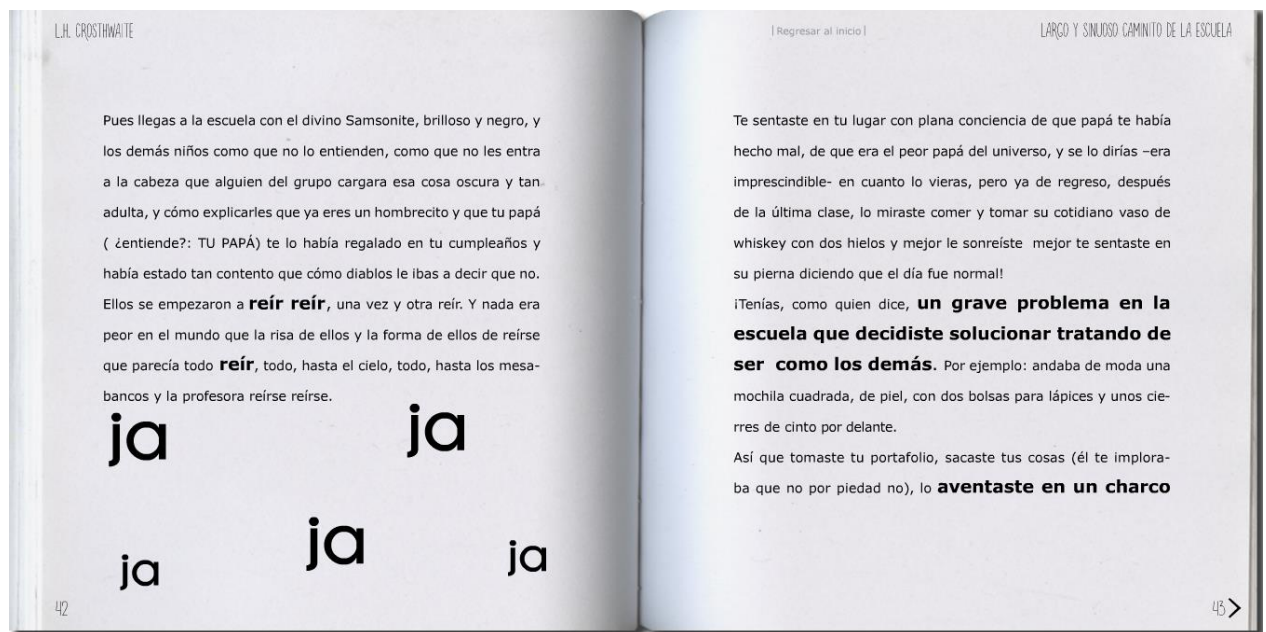 L.H. CROSTHWAITE
Pues llegas a la escuela con el divino Samsonite, brilloso y negro, y
los demás niños como que no lo entienden, como que no les entra
a la cabeza que alguien del grupo cargara esa cosa oscura y tan
adulta, y cómo explicarles que ya eres un hombrecito y que tu papá
( ¿entiende?: TU PAPÁ) te lo había regalado en tu cumpleaños y
había estado tan contento que cómo diablos le ibas a decir que no.
Ellos se empezaron a reír reír, una vez y otra reír. Y nada era
peor en el mundo que la risa de ellos y la forma de ellos de reírse
que parecía todo reír, todo, hasta el cielo, todo, hasta los mesa-
bancos y la profesora reírse reírse.
ja
ja
ja
ja
ja
42
| Regresar al inicio |
LARGO Y SINUOSO CAMINITO DE LA ESCUELA
Te sentaste en tu lugar con plana conciencia de que papá te había
hecho mal, de que era el peor papá del universo, y se lo dirías –era
imprescindible- en cuanto lo vieras, pero ya de regreso, después
de la última clase, lo miraste comer y tomar su cotidiano vaso de
whiskey con dos hielos y mejor le sonreíste  mejor te sentaste en
su pierna diciendo que el día fue normal!
¡Tenías, como quien dice, un grave problema en la
escuela que decidiste solucionar tratando de
ser  como los demás. Por ejemplo: andaba de moda una
mochila cuadrada, de piel, con dos bolsas para lápices y unos cie-
rres de cinto por delante.
Así que tomaste tu portafolio, sacaste tus cosas (él te implora-
ba que no por piedad no), lo aventaste en un charco
43